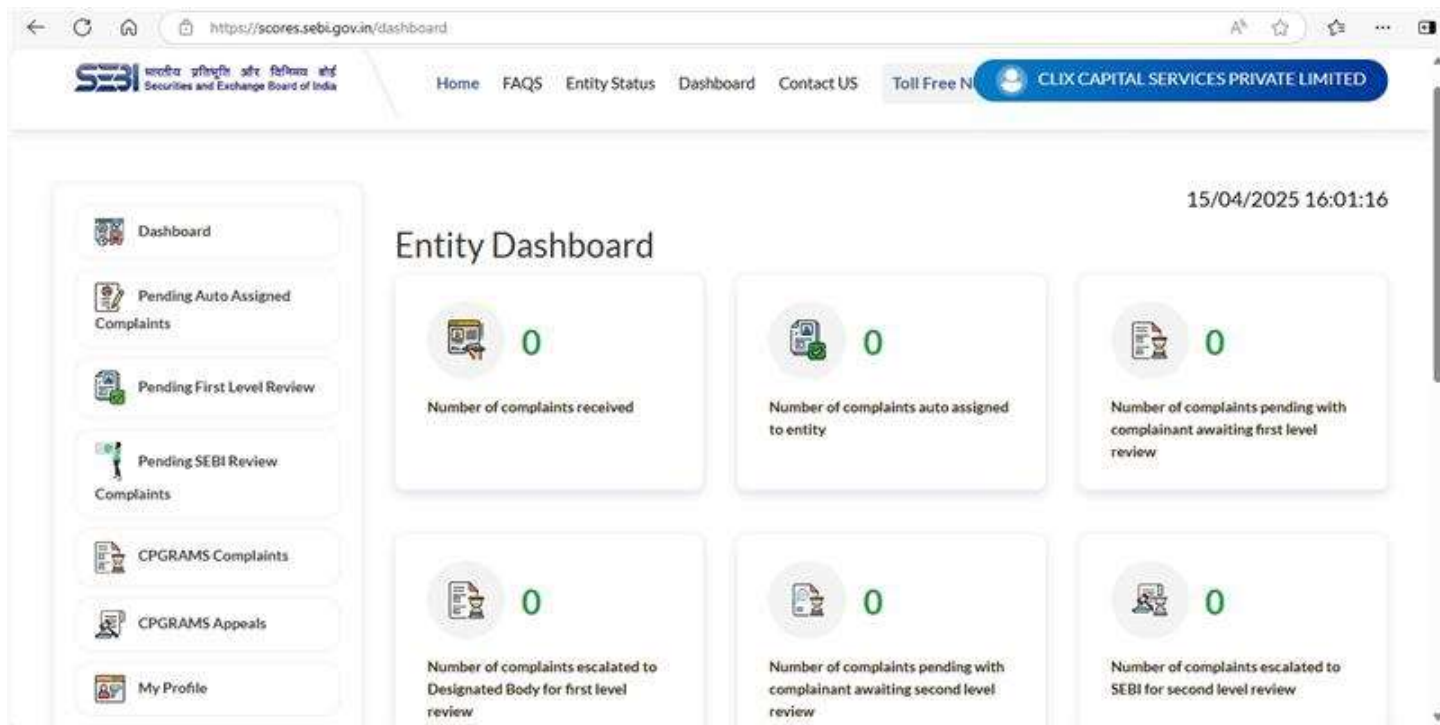 https://scores.sebi.gov.in/dashboard
SEBI भारतीय प्रतिभूति और विनिमय बोर्ड
Securities and Exchange Board of India
Home FAQS Entity Status Dashboard Contact US Toll Free N CLIX CAPITAL SERVICES PRIVATE LIMITED
15/04/2025 16:01:16
Dashboard
Pending Auto Assigned
Complaints
Pending First Level Review
Pending SEBI Review
Complaints
CPGRAMS Complaints
CPGRAMS Appeals
My Profile
Entity Dashboard
0
Number of complaints received
0
Number of complaints auto assigned
to entity
0
Number of complaints pending with
complainant awaiting first level
review
0
Number of complaints escalated to
Designated Body for first level
review
0
Number of complaints pending with
complainant awaiting second level
review
0
Number of complaints escalated to
SEBI for second level review